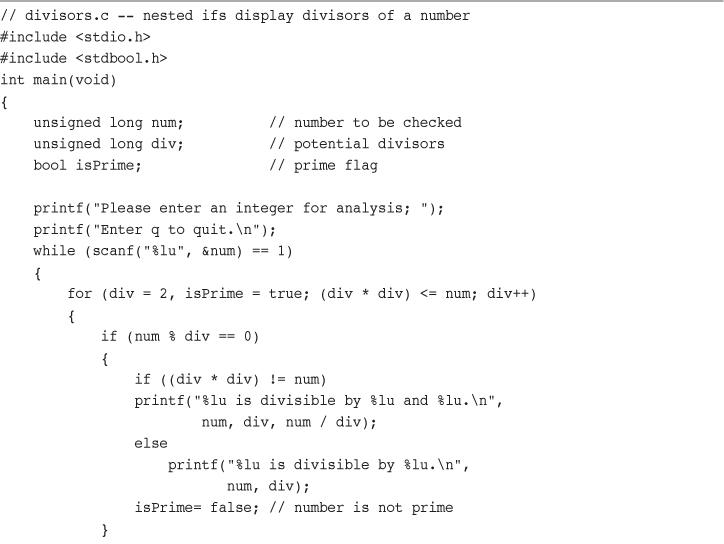 // divisors.c -- nested ifs display divisors of a number
#include <stdio.h>
#include <stdbool.h>
int main(void)
{
    unsigned long num;          // number to be checked
    unsigned long div;          // potential divisors
    bool isPrime;               // prime flag

    printf("Please enter an integer for analysis; ");
    printf("Enter q to quit.\n");
    while (scanf("%lu", &num) == 1)
    {
        for (div = 2, isPrime = true; (div * div) <= num; div++)
        {
            if (num % div == 0)
            {
                if ((div * div) != num)
                printf("%lu is divisible by %lu and %lu.\n",
                        num, div, num / div);
                else
                    printf("%lu is divisible by %lu.\n",
                           num, div);
                isPrime= false; // number is not prime
            }